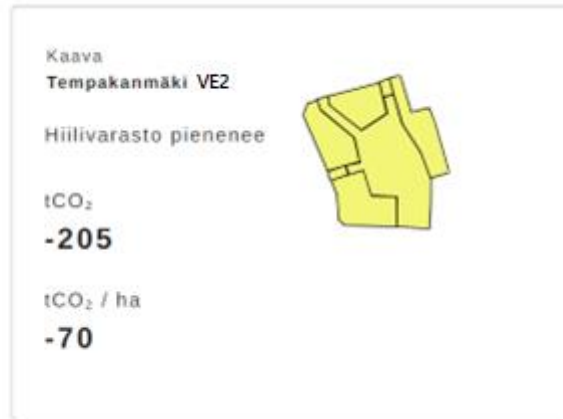 Kaava
Tempakanmäki VE2
Hiilivarasto pienenee
tCO₂
-205
tCO₂ / ha
-70